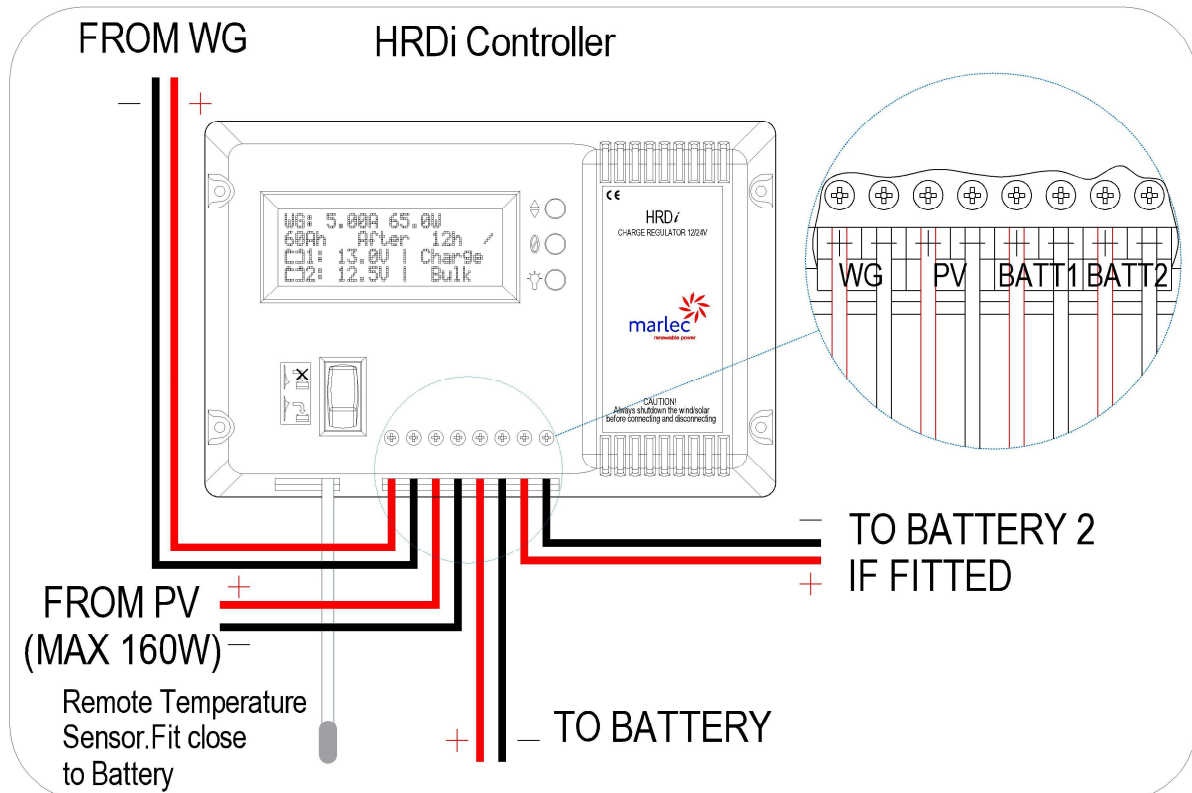 FROM WG
HRDi Controller
− +
WG: 5.00A 65.0W
60Ah After 12h /
1: 13.0V | Charge
2: 12.5V | Bulk
CE
HRDi
CHARGE REGULATOR 12/24V
marlec
renewable power
CAUTION!
Always shutdown the wind/solar
before connecting and disconnecting
+ − + − + − + −
WG PV BATT1 BATT2
−
TO BATTERY 2
IF FITTED
+
+
FROM PV
(MAX 160W)
−
Remote Temperature
Sensor.Fit close
to Battery
+ −
TO BATTERY